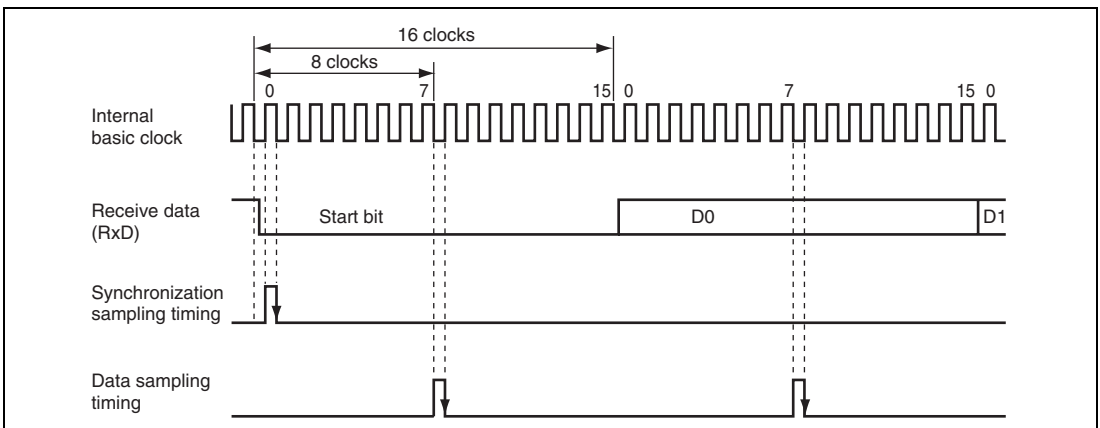 16 clocks
8 clocks
0 7 15 0 7 15 0
Internal
basic clock
Receive data
(RxD)
Start bit D0 D1
Synchronization
sampling timing
Data sampling
timing